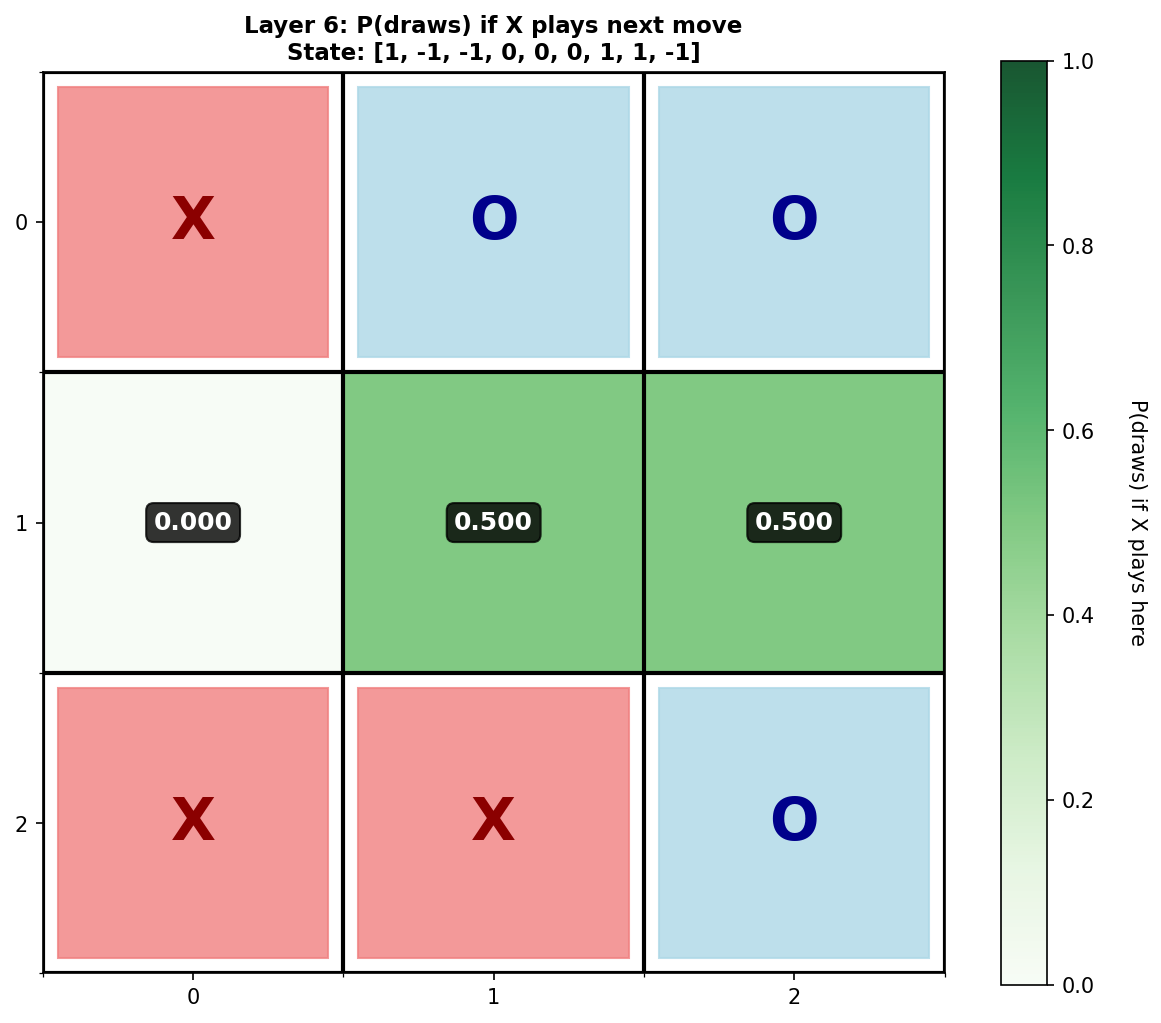 Layer 6: P(draws) if X plays next move
State: [1, -1, -1, 0, 0, 0, 1, 1, -1]
X
O
O
0.000
0.500
0.500
X
X
O
0
1
2
0
1
2
1.0
0.8
0.6
0.4
0.2
0.0
P(draws) if X plays here